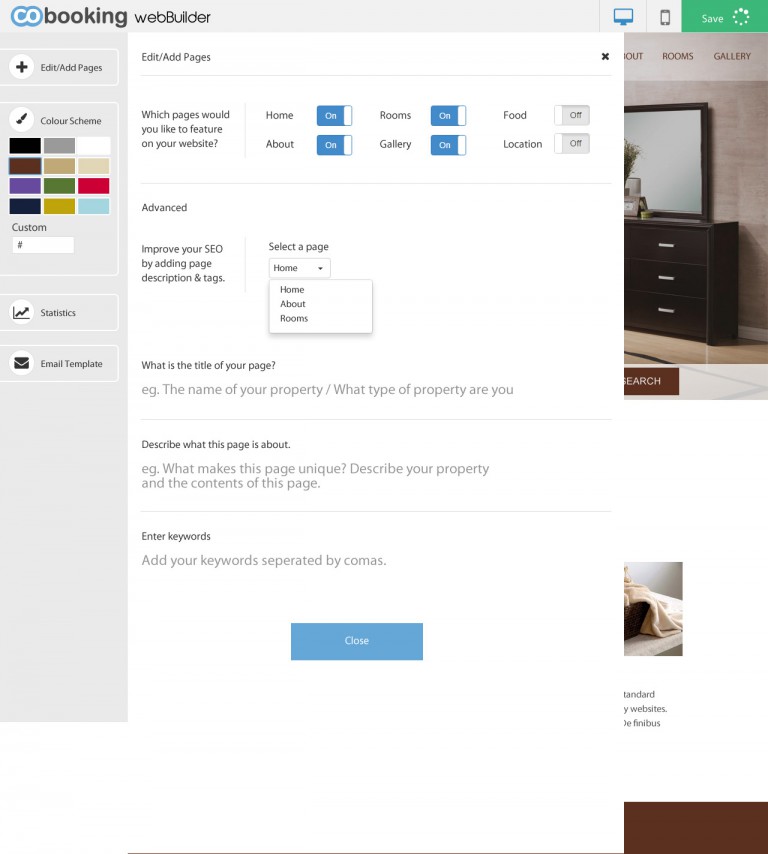 cobooking webBuilder
Save
Edit/Add Pages
Colour Scheme
Custom
#
Statistics
Email Template
Edit/Add Pages
Which pages would
you like to feature
on your website?
Home On Rooms On Food Off
About On Gallery On Location Off
Advanced
Improve your SEO
by adding page
description & tags.
Select a page
Home
Home
About
Rooms
What is the title of your page?
eg. The name of your property / What type of property are you
Describe what this page is about.
eg. What makes this page unique? Describe your property
and the contents of this page.
Enter keywords
Add your keywords seperated by comas.
Close
OUT ROOMS GALLERY
SEARCH
tandard
y websites.
De finibus